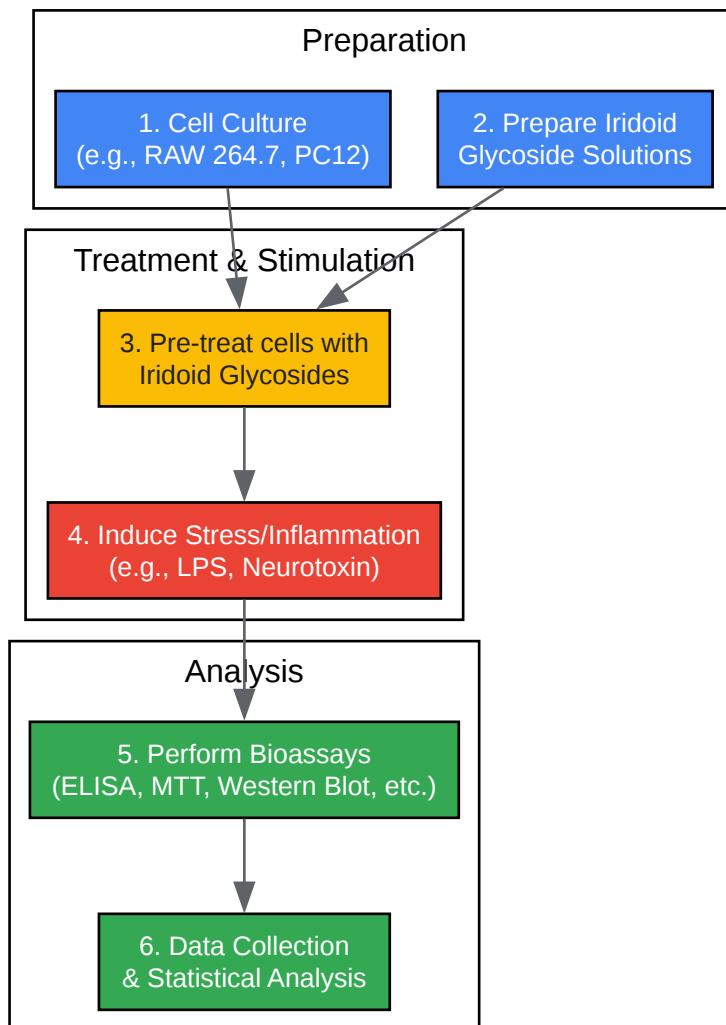 Preparation
1. Cell Culture
(e.g., RAW 264.7, PC12)
2. Prepare Iridoid
Glycoside Solutions
Treatment & Stimulation
3. Pre-treat cells with
Iridoid Glycosides
4. Induce Stress/Inflammation
(e.g., LPS, Neurotoxin)
Analysis
5. Perform Bioassays
(ELISA, MTT, Western Blot, etc.)
6. Data Collection
& Statistical Analysis